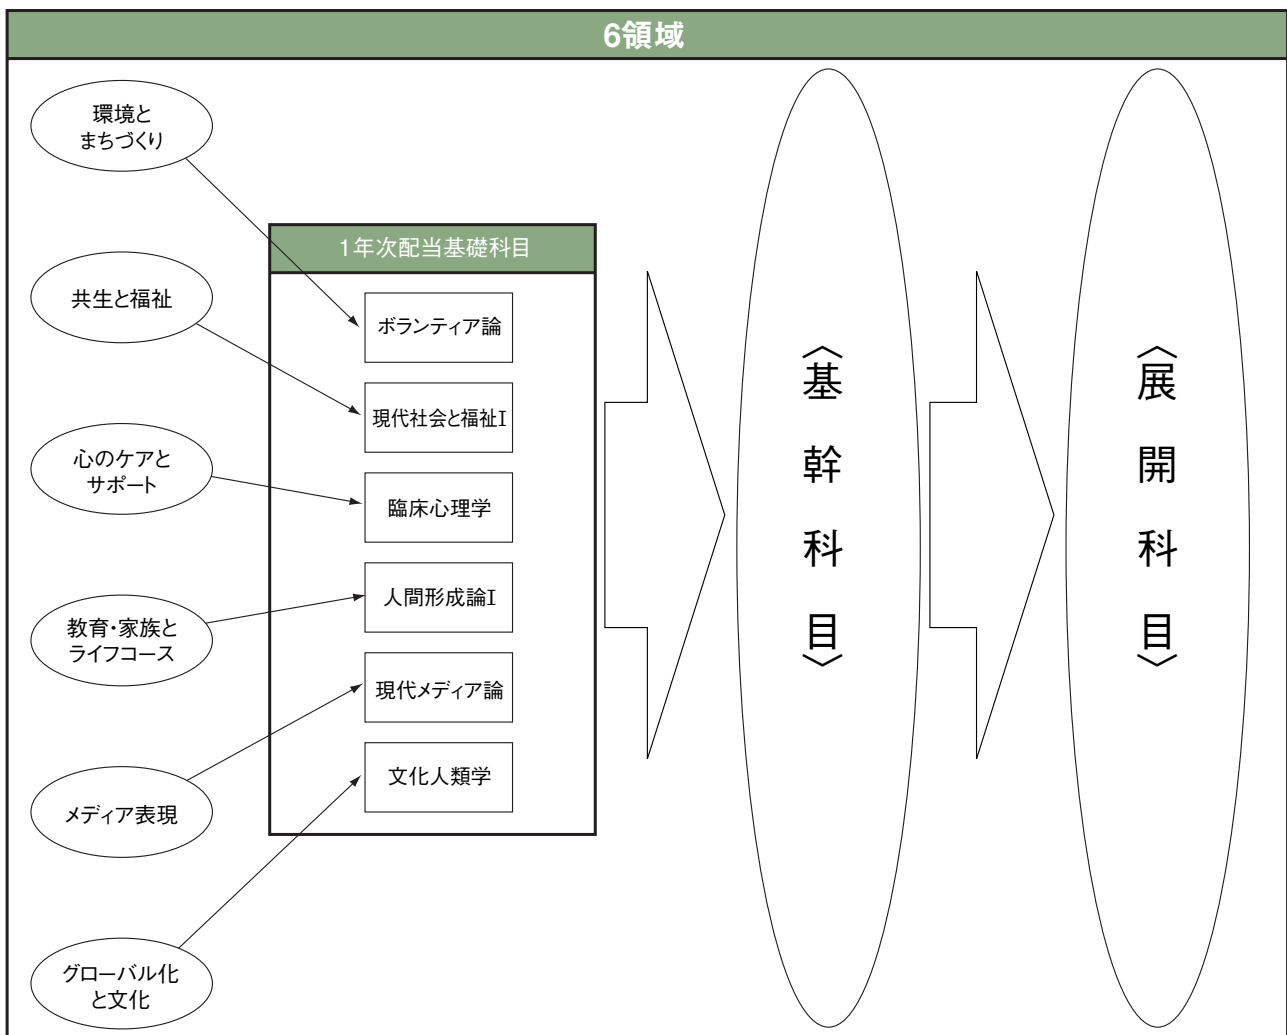 6領域
環境と
まちづくり
共生と福祉
心のケアと
サポート
教育・家族と
ライフコース
メディア表現
グローバル化
と文化
1年次配当基礎科目
ボランティア論
現代社会と福祉I
臨床心理学
人間形成論I
現代メディア論
文化人類学
〈基幹科目〉
〈展開科目〉